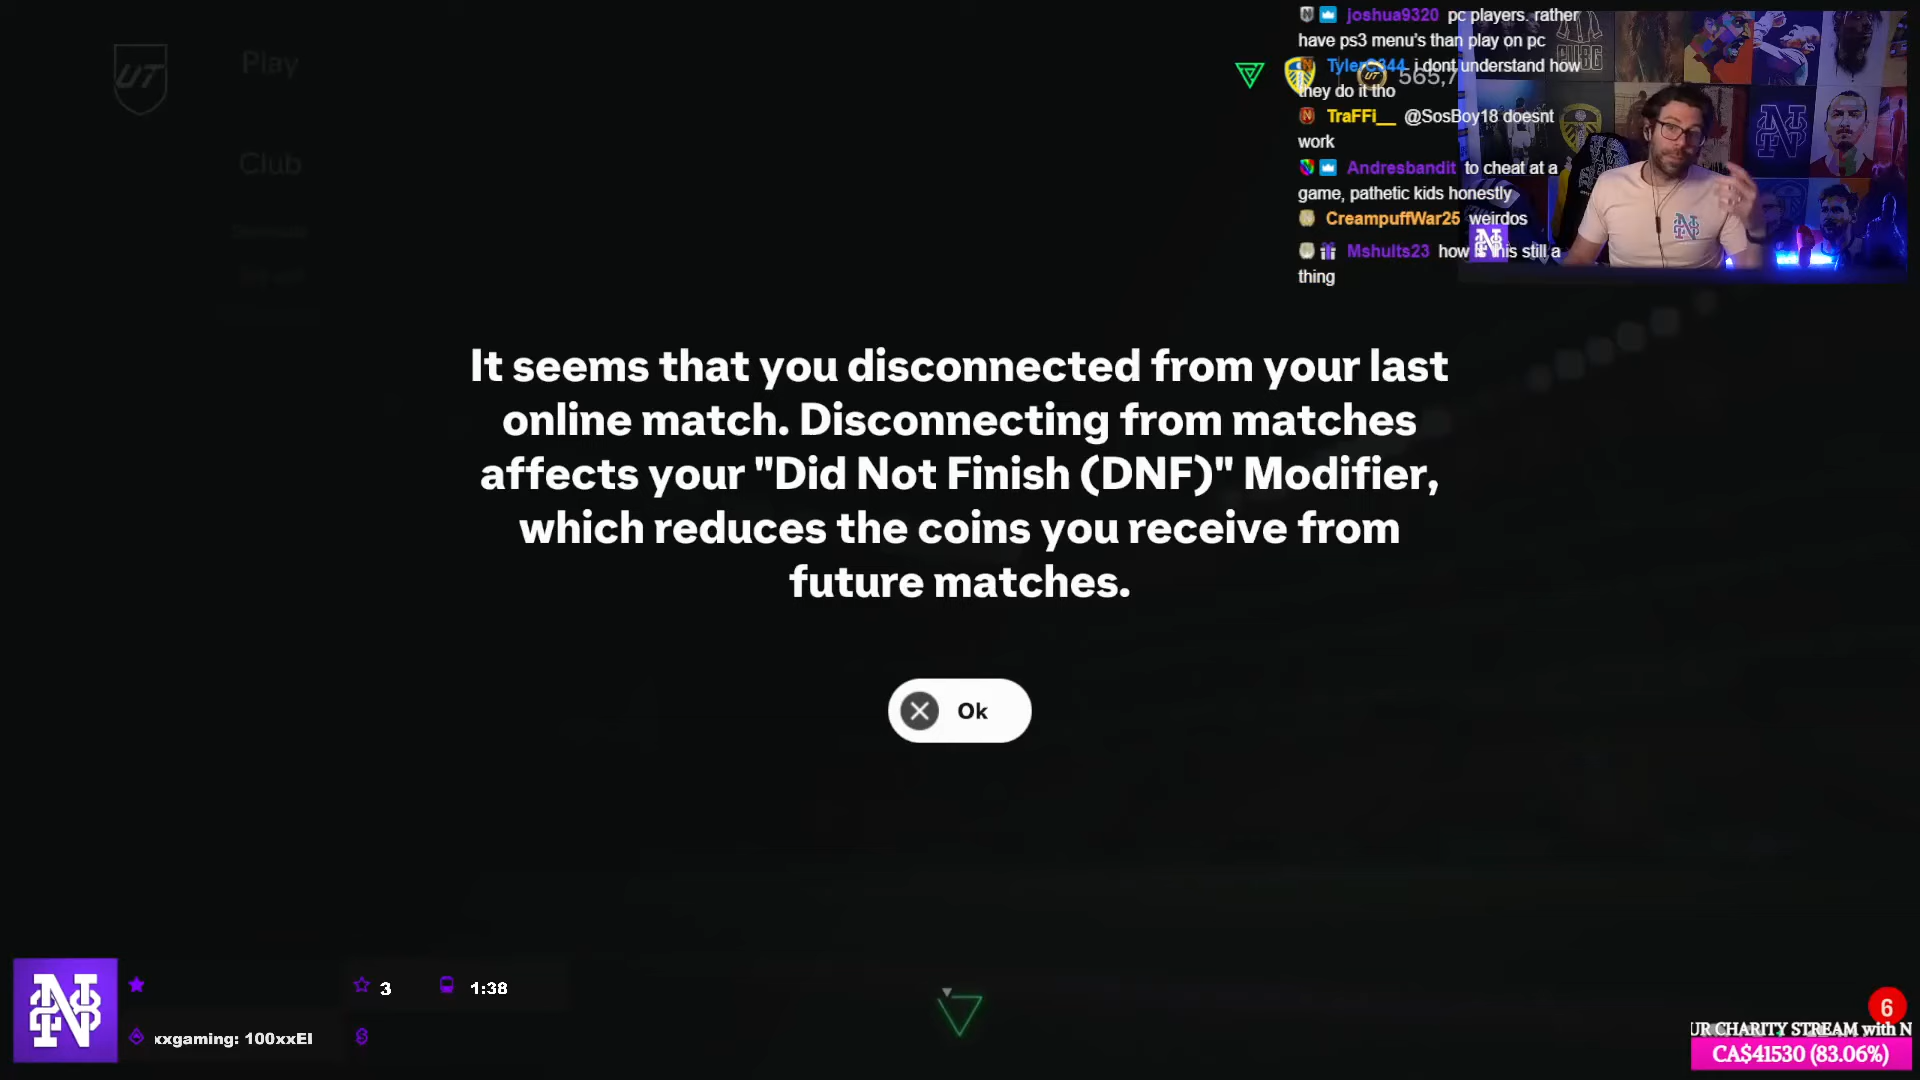 Play
Club
UT
565,7
joshua9320 pc players. rather
have ps3 menu's than play on pc
i dont understand how
they do it tho
TraFFi__ @SosBoy18 doesnt
work
Andresbandit to cheat at a
game, pathetic kids honestly
CreampuffWar25 weirdos
Mshults23 how still a
thing
It seems that you disconnected from your last
online match. Disconnecting from matches
affects your "Did Not Finish (DNF)" Modifier,
which reduces the coins you receive from
future matches.
Ok
3
1:38
xxgaming: 100xxEl
6
UR CHARITY STREAM with N
CA$41530 (83.06%)